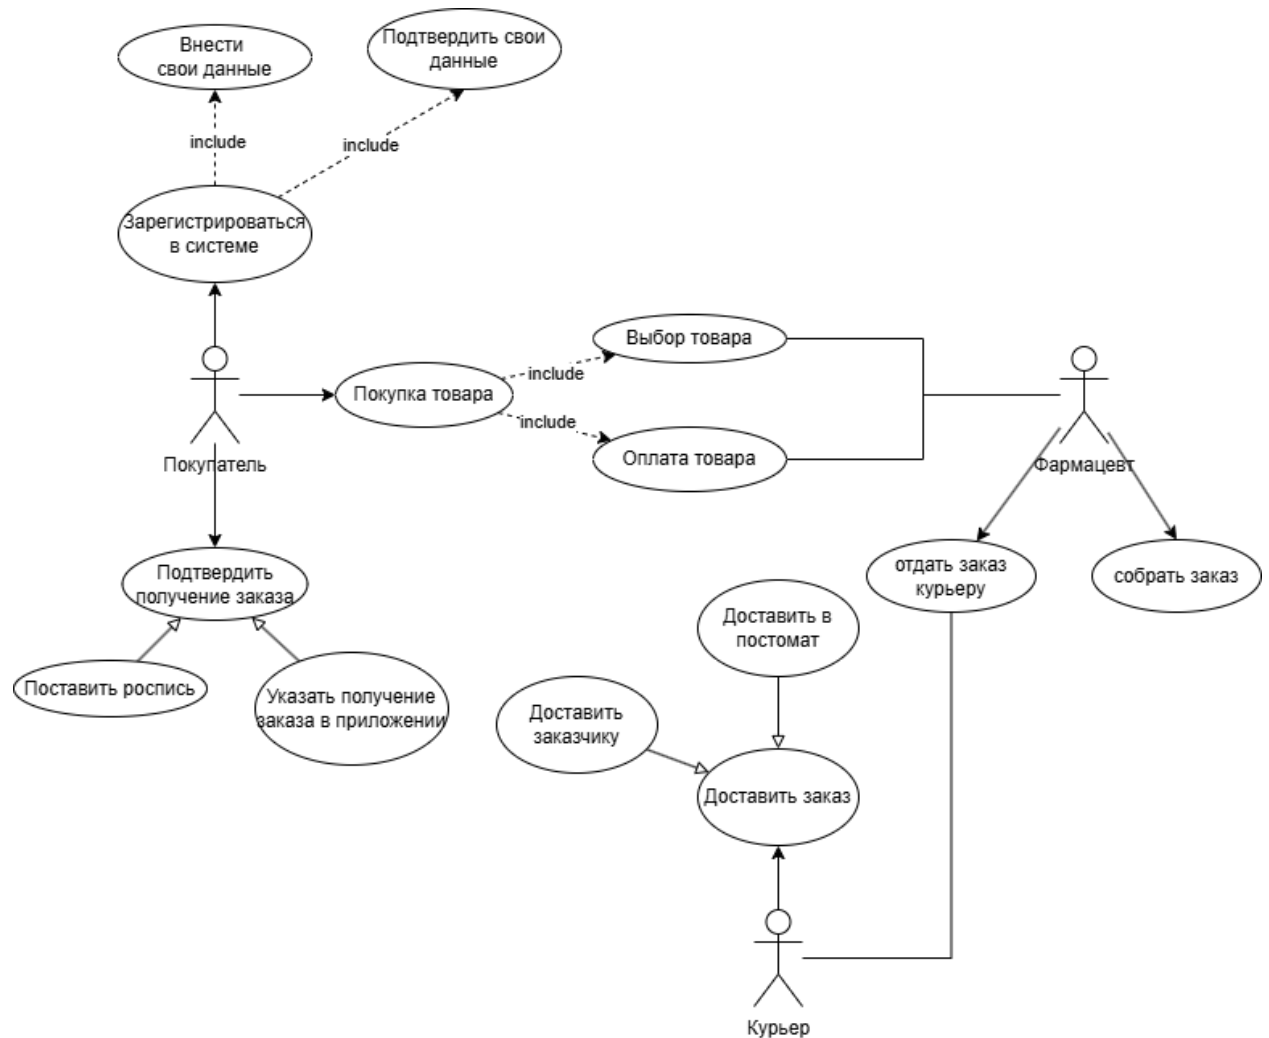 Внести
свои данные
Подтвердить свои
данные
include
include
Зарегистрироваться
в системе
Выбор товара
include
Покупка товара
include
Оплата товара
Покупатель
Фармацевт
Подтвердить
получение заказа
отдать заказ
курьеру
собрать заказ
Доставить в
постомат
Поставить роспись
Указать получение
заказа в приложении
Доставить
заказчику
Доставить заказ
Курьер